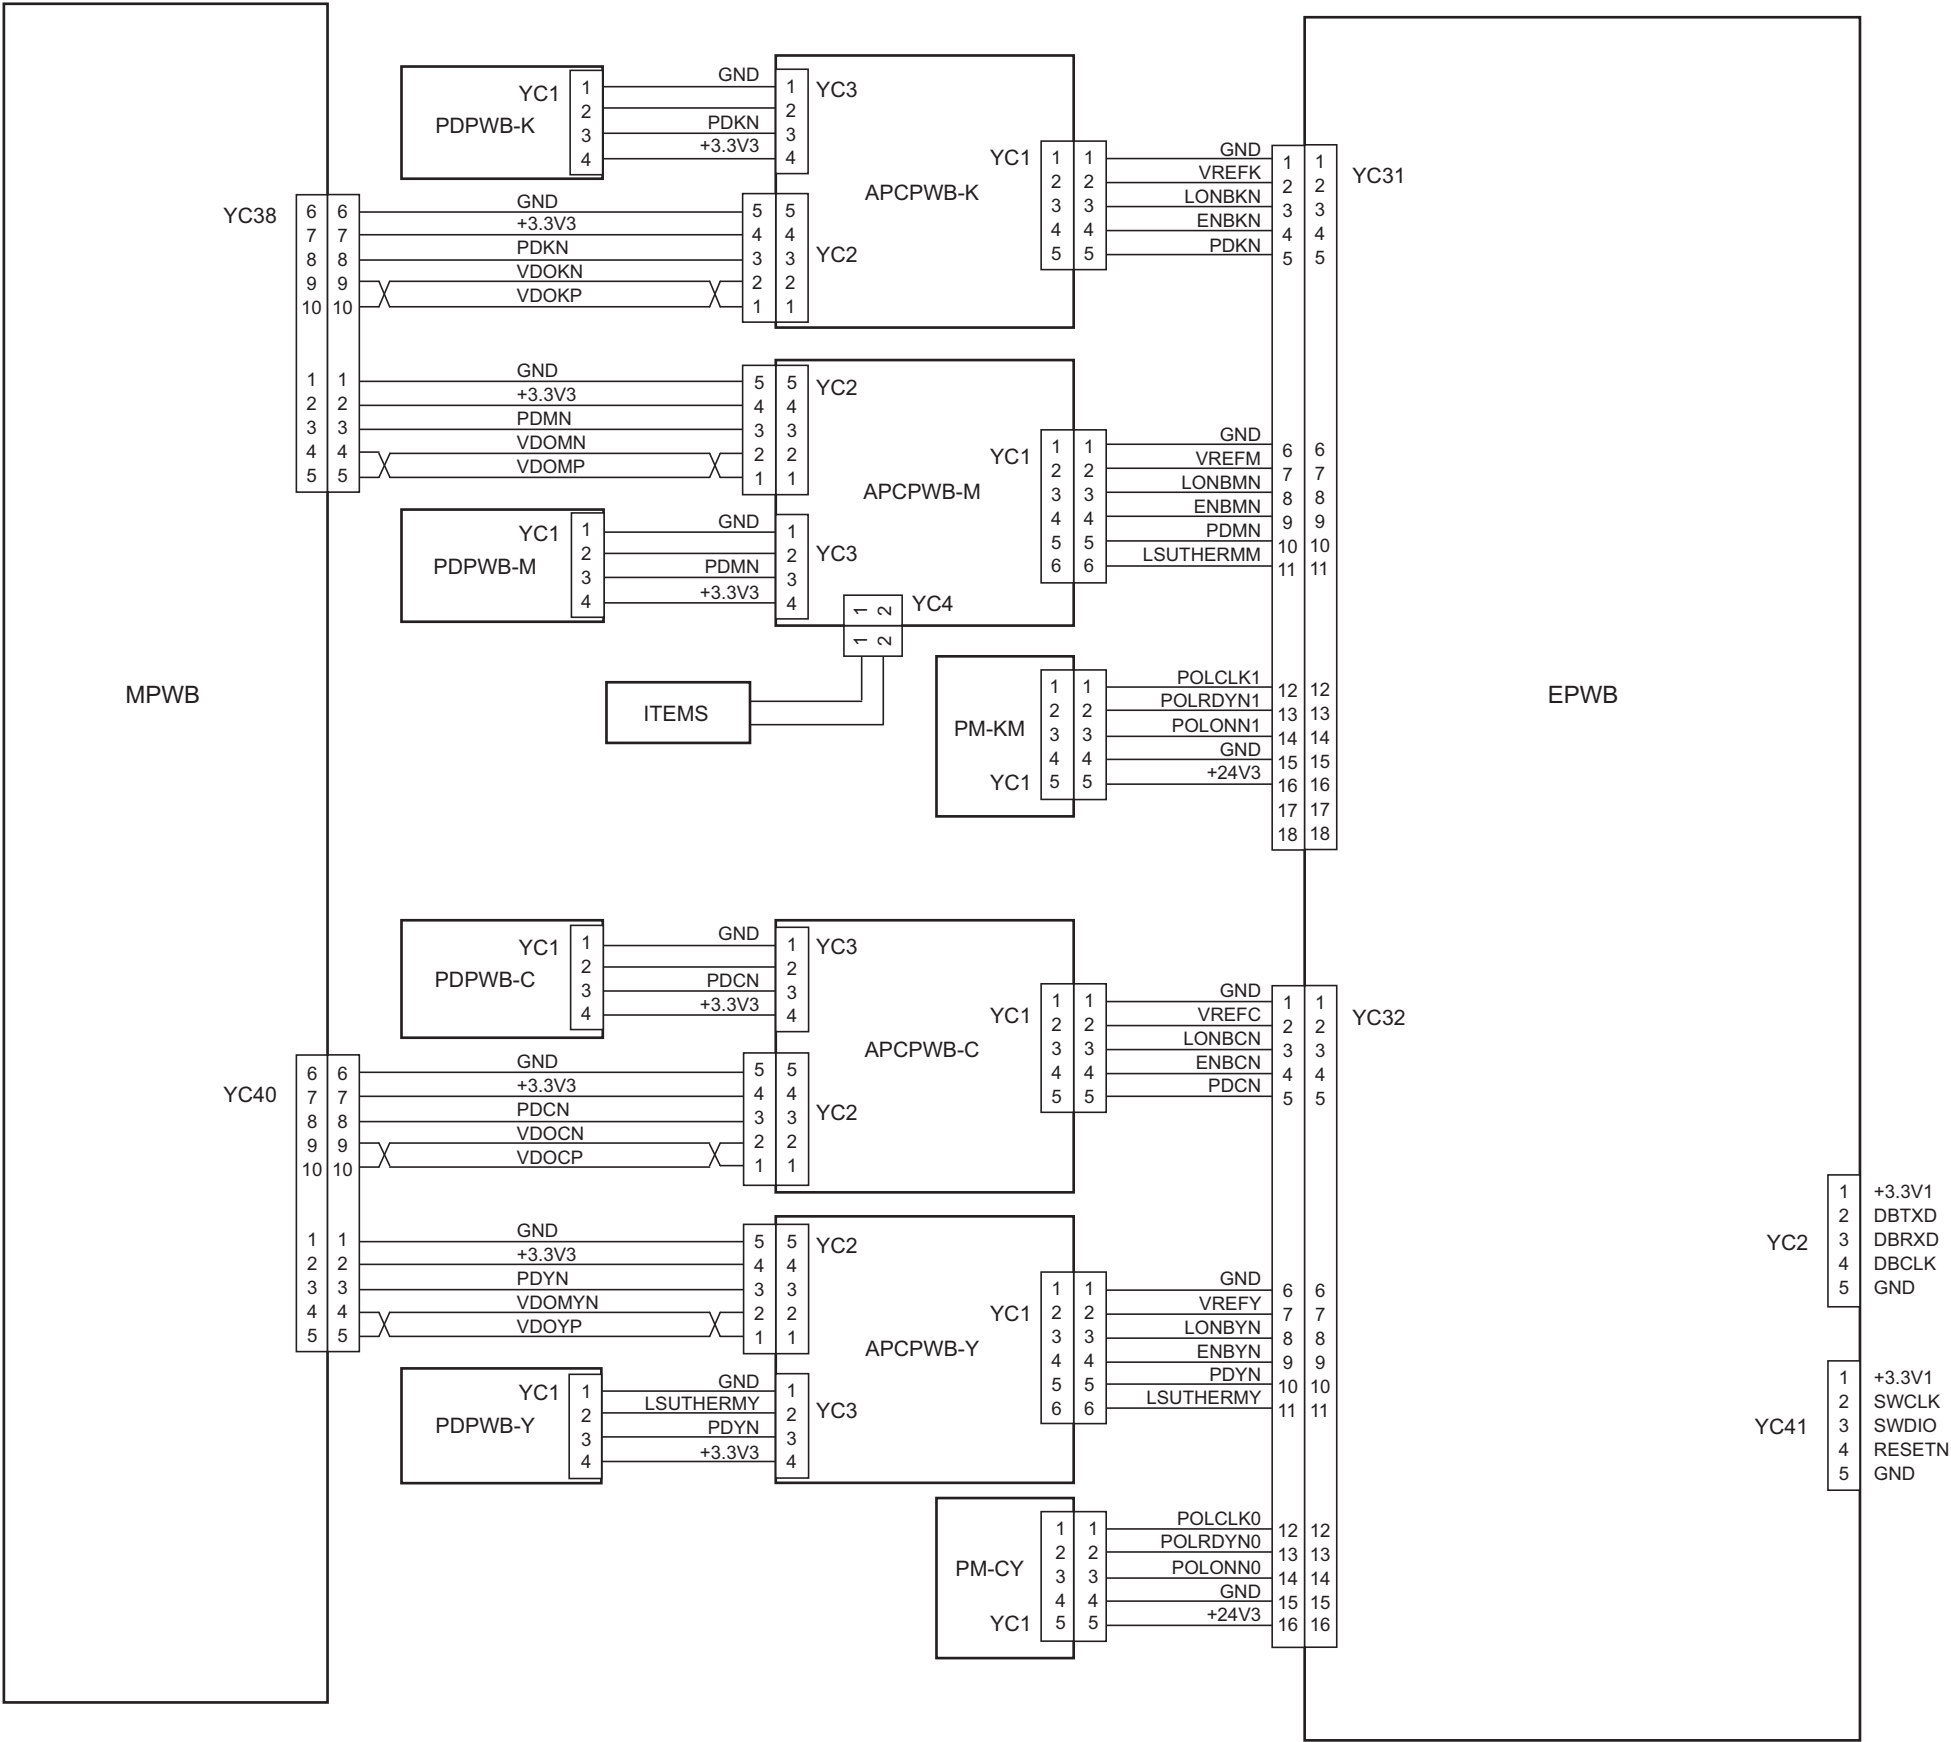 MPWB
YC38
6 6
7 7
8 8
9 9
10 10
1 1
2 2
3 3
4 4
5 5
YC40
6 6
7 7
8 8
9 9
10 10
1 1
2 2
3 3
4 4
5 5
YC1
PDPWB-K
1
2
3
4
GND
PDKN
+3.3V3
1
2
3
4
YC3
GND
+3.3V3
PDKN
VDOKN
VDOKP
5 5
4 4
3 3
2 2
1 1
YC2
APCPWB-K
YC1
1 1
2 2
3 3
4 4
5 5
GND
VREFK
LONBKN
ENBKN
PDKN
GND
+3.3V3
PDMN
VDOMN
VDOMP
5 5
4 4
3 3
2 2
1 1
YC2
APCPWB-M
YC1
PDPWB-M
1
2
3
4
GND
PDMN
+3.3V3
1
2
3
4
YC3
1 2
1 2
YC4
ITEMS
YC1
1 1
2 2
3 3
4 4
5 5
6 6
GND
VREFM
LONBMN
ENBMN
PDMN
LSUTHERMM
PM-KM
YC1
1 1
2 2
3 3
4 4
5 5
POLCLK1
POLRDYN1
POLONN1
GND
+24V3
1 1
2 2
3 3
4 4
5 5
6 6
7 7
8 8
9 9
10 10
11 11
12 12
13 13
14 14
15 15
16 16
17 17
18 18
YC31
EPWB
YC1
PDPWB-C
1
2
3
4
GND
PDCN
+3.3V3
1
2
3
4
YC3
GND
+3.3V3
PDCN
VDOCN
VDOCP
5 5
4 4
3 3
2 2
1 1
YC2
APCPWB-C
YC1
1 1
2 2
3 3
4 4
5 5
GND
VREFC
LONBCN
ENBCN
PDCN
GND
+3.3V3
PDYN
VDOMYN
VDOYP
5 5
4 4
3 3
2 2
1 1
YC2
APCPWB-Y
YC1
PDPWB-Y
1
2
3
4
GND
LSUTHERMY
PDYN
+3.3V3
1
2
3
4
YC3
YC1
1 1
2 2
3 3
4 4
5 5
6 6
GND
VREFY
LONBYN
ENBYN
PDYN
LSUTHERMY
PM-CY
YC1
1 1
2 2
3 3
4 4
5 5
POLCLK0
POLRDYN0
POLONN0
GND
+24V3
1 1
2 2
3 3
4 4
5 5
6 6
7 7
8 8
9 9
10 10
11 11
12 12
13 13
14 14
15 15
16 16
YC32
YC2
1 +3.3V1
2 DBTXD
3 DBRXD
4 DBCLK
5 GND
YC41
1 +3.3V1
2 SWCLK
3 SWDIO
4 RESETN
5 GND